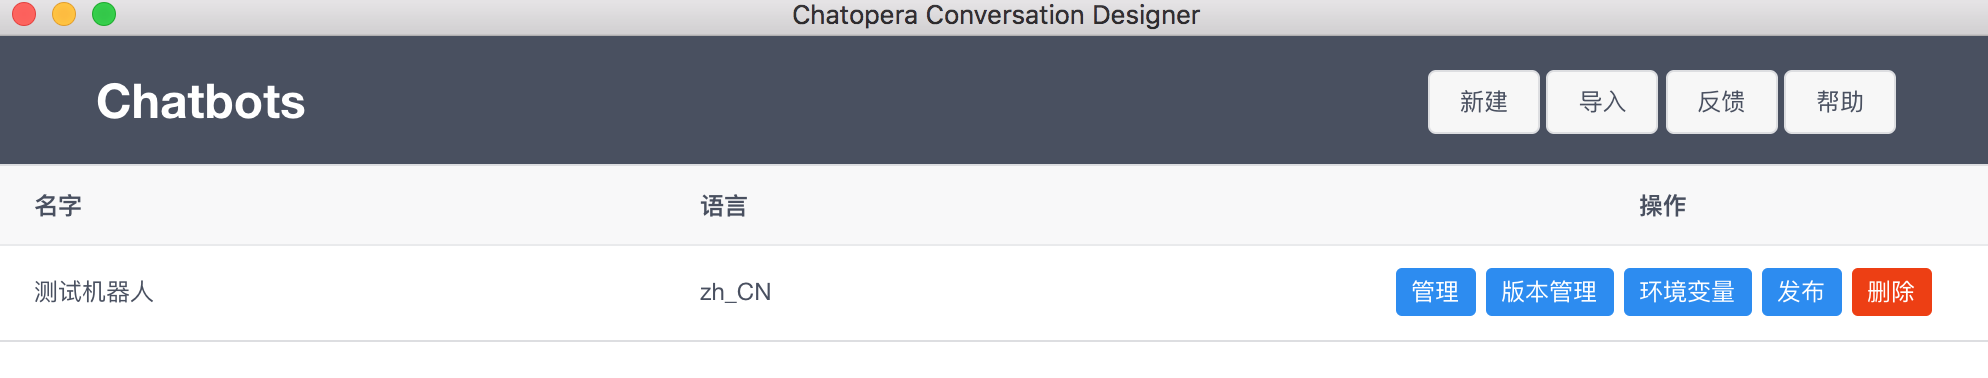 Chatopera Conversation Designer
Chatbots 新建 导入 反馈 帮助
名字 语言 操作
测试机器人 zh_CN 管理 版本管理 环境变量 发布 删除